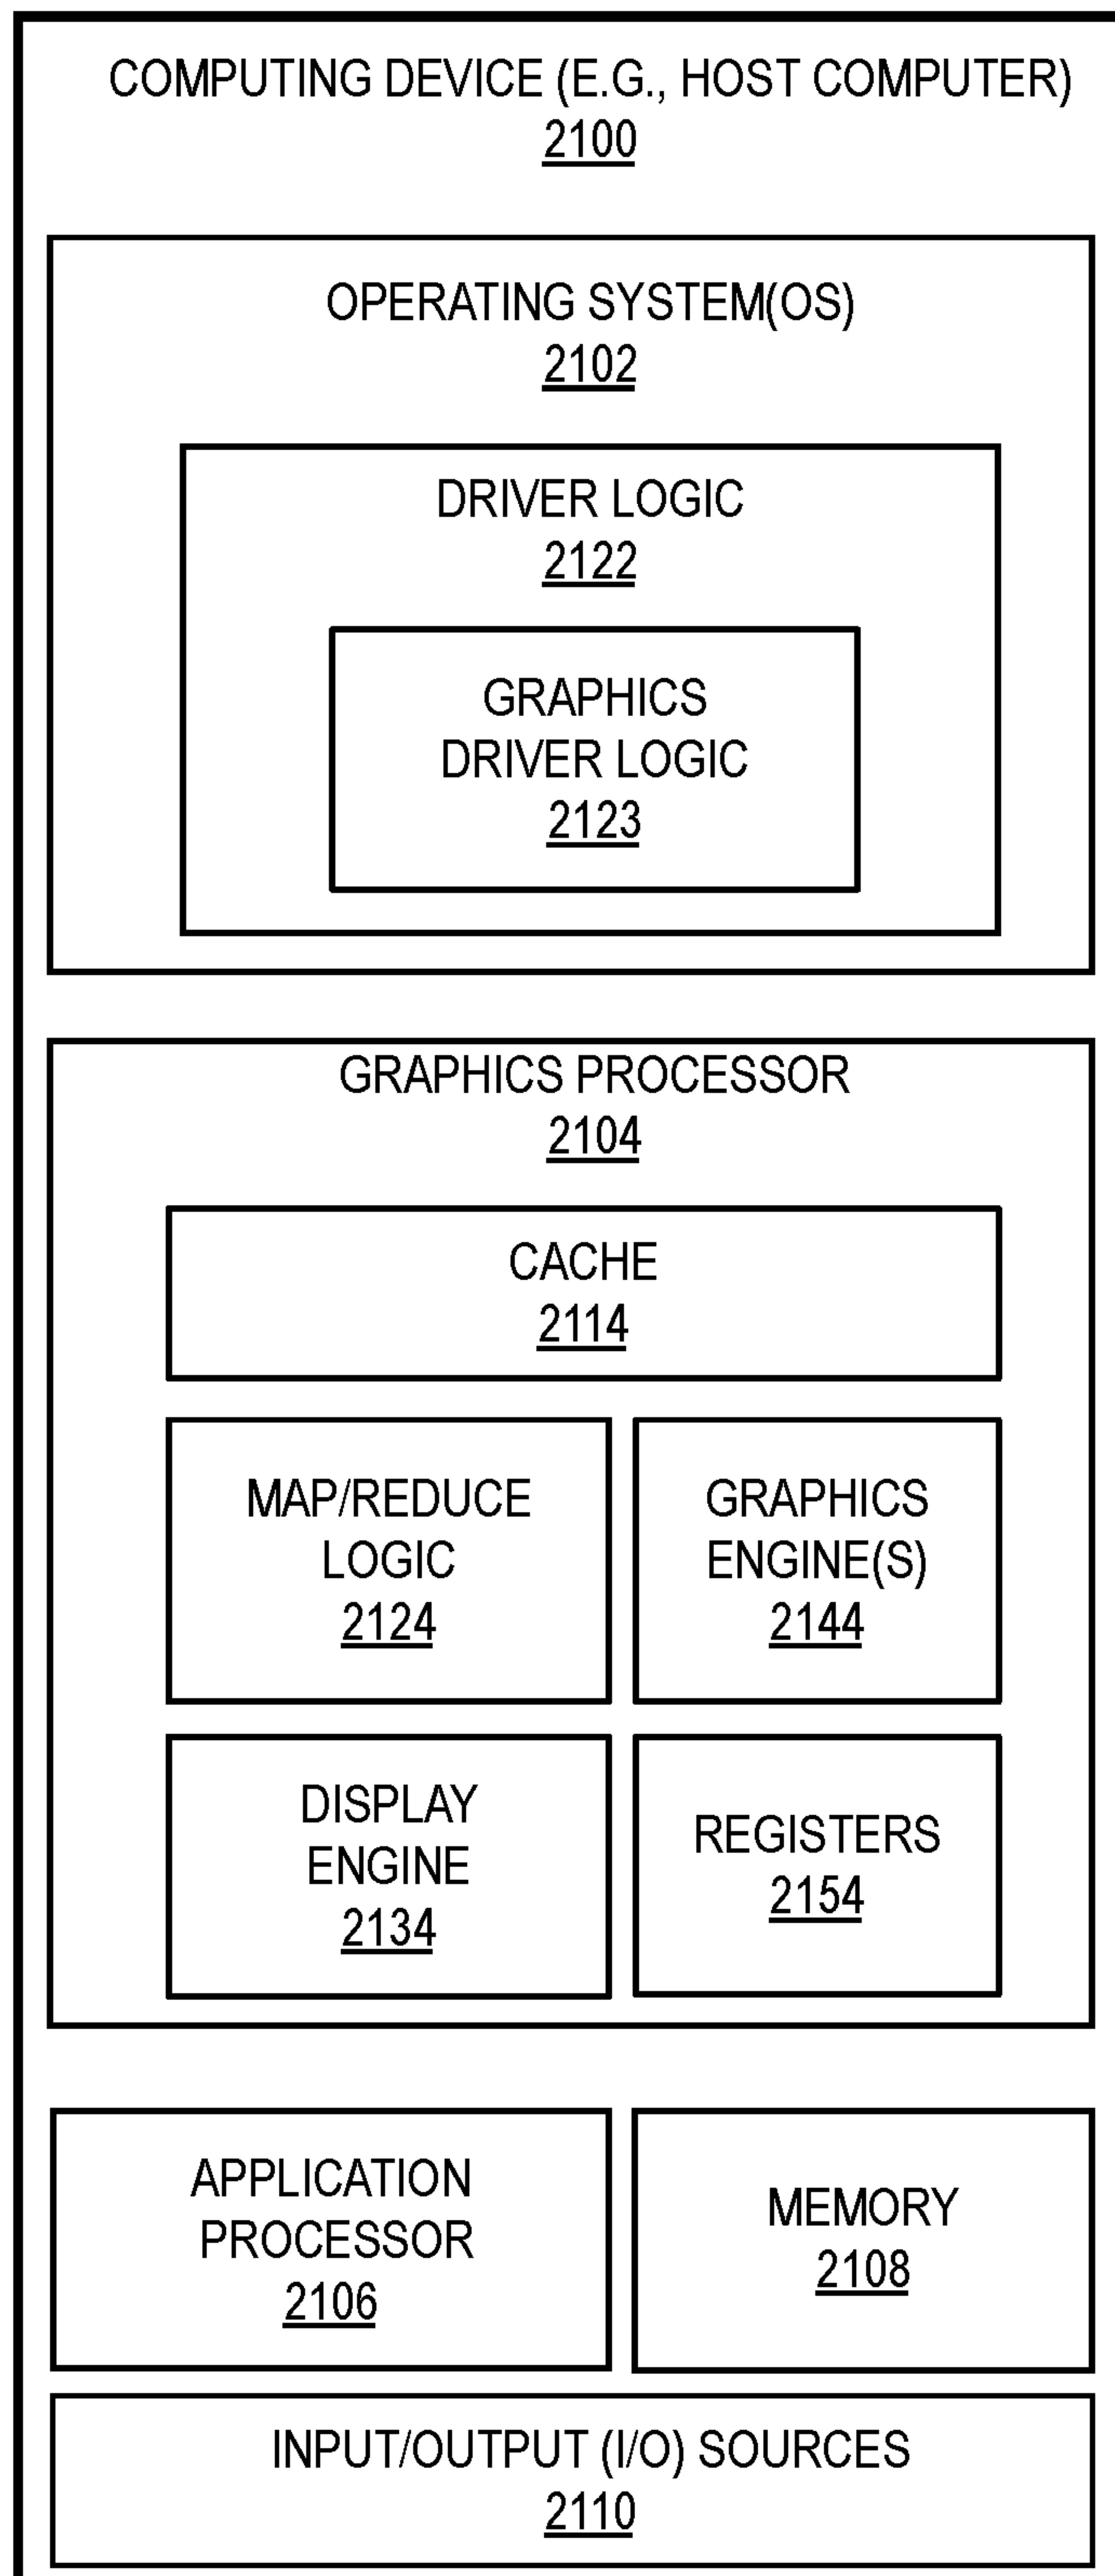 COMPUTING DEVICE (E.G., HOST COMPUTER)
2100
OPERATING SYSTEM(OS)
2102
DRIVER LOGIC
2122
GRAPHICS
DRIVER LOGIC
2123
GRAPHICS PROCESSOR
2104
CACHE
2114
MAP/REDUCE
LOGIC
2124
GRAPHICS
ENGINE(S)
2144
DISPLAY
ENGINE
2134
REGISTERS
2154
APPLICATION
PROCESSOR
2106
MEMORY
2108
INPUT/OUTPUT (I/O) SOURCES
2110